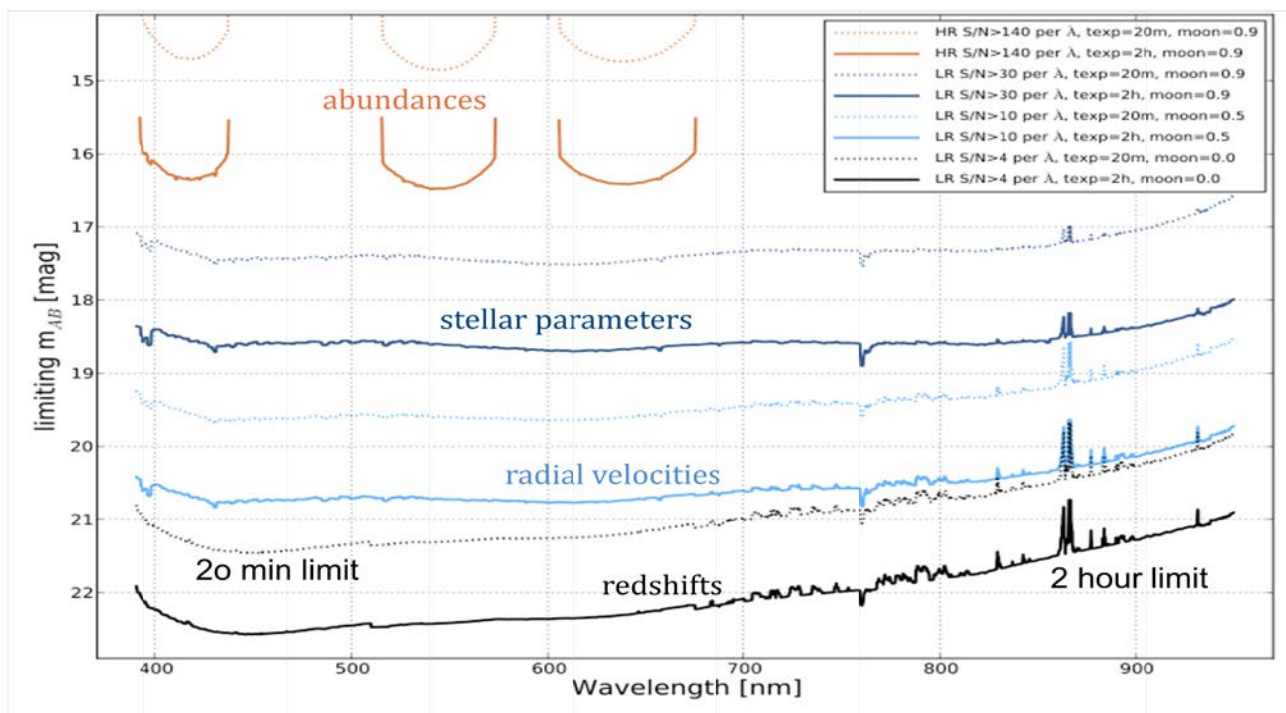 HR S/N>140 per Å, texp=20m, moon=0.9
HR S/N>140 per Å, texp=2h, moon=0.9
LR S/N>30 per Å, texp=20m, moon=0.9
LR S/N>30 per Å, texp=2h, moon=0.9
LR S/N>10 per Å, texp=20m, moon=0.5
LR S/N>10 per Å, texp=2h, moon=0.5
LR S/N>4 per Å, texp=20m, moon=0.0
LR S/N>4 per Å, texp=2h, moon=0.0
15
abundances
16
17
18
stellar parameters
limiting m_AB [mag]
19
20
radial velocities
21
2o min limit
redshifts
2 hour limit
22
400 500 600 700 800 900
Wavelength [nm]